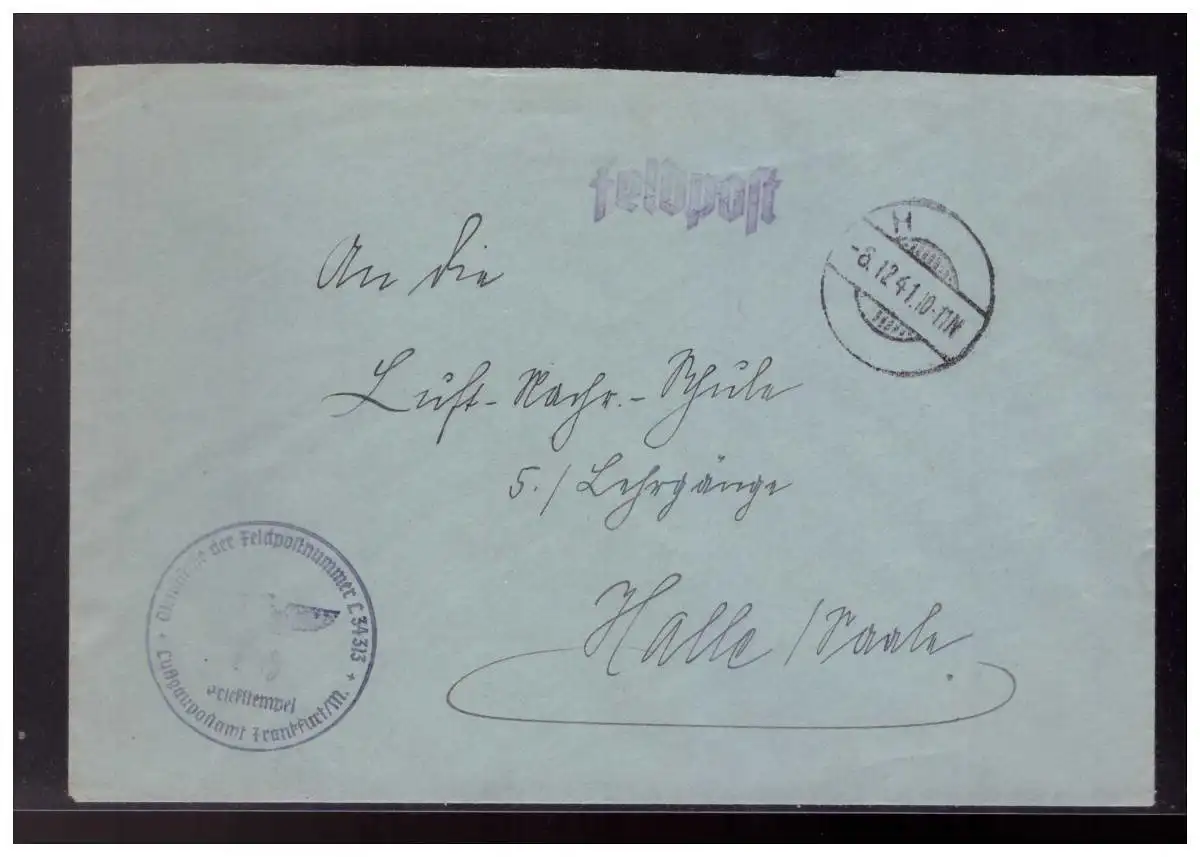 Feldpost
H
-8.12 41.10-11N
An die
Luft-Nachr.-Schule
5./Lehrgänge
Halle/Saale
der Feldpostnummer L 34313
Briefstempel
Luftgaupostamt Frankfurt/M.